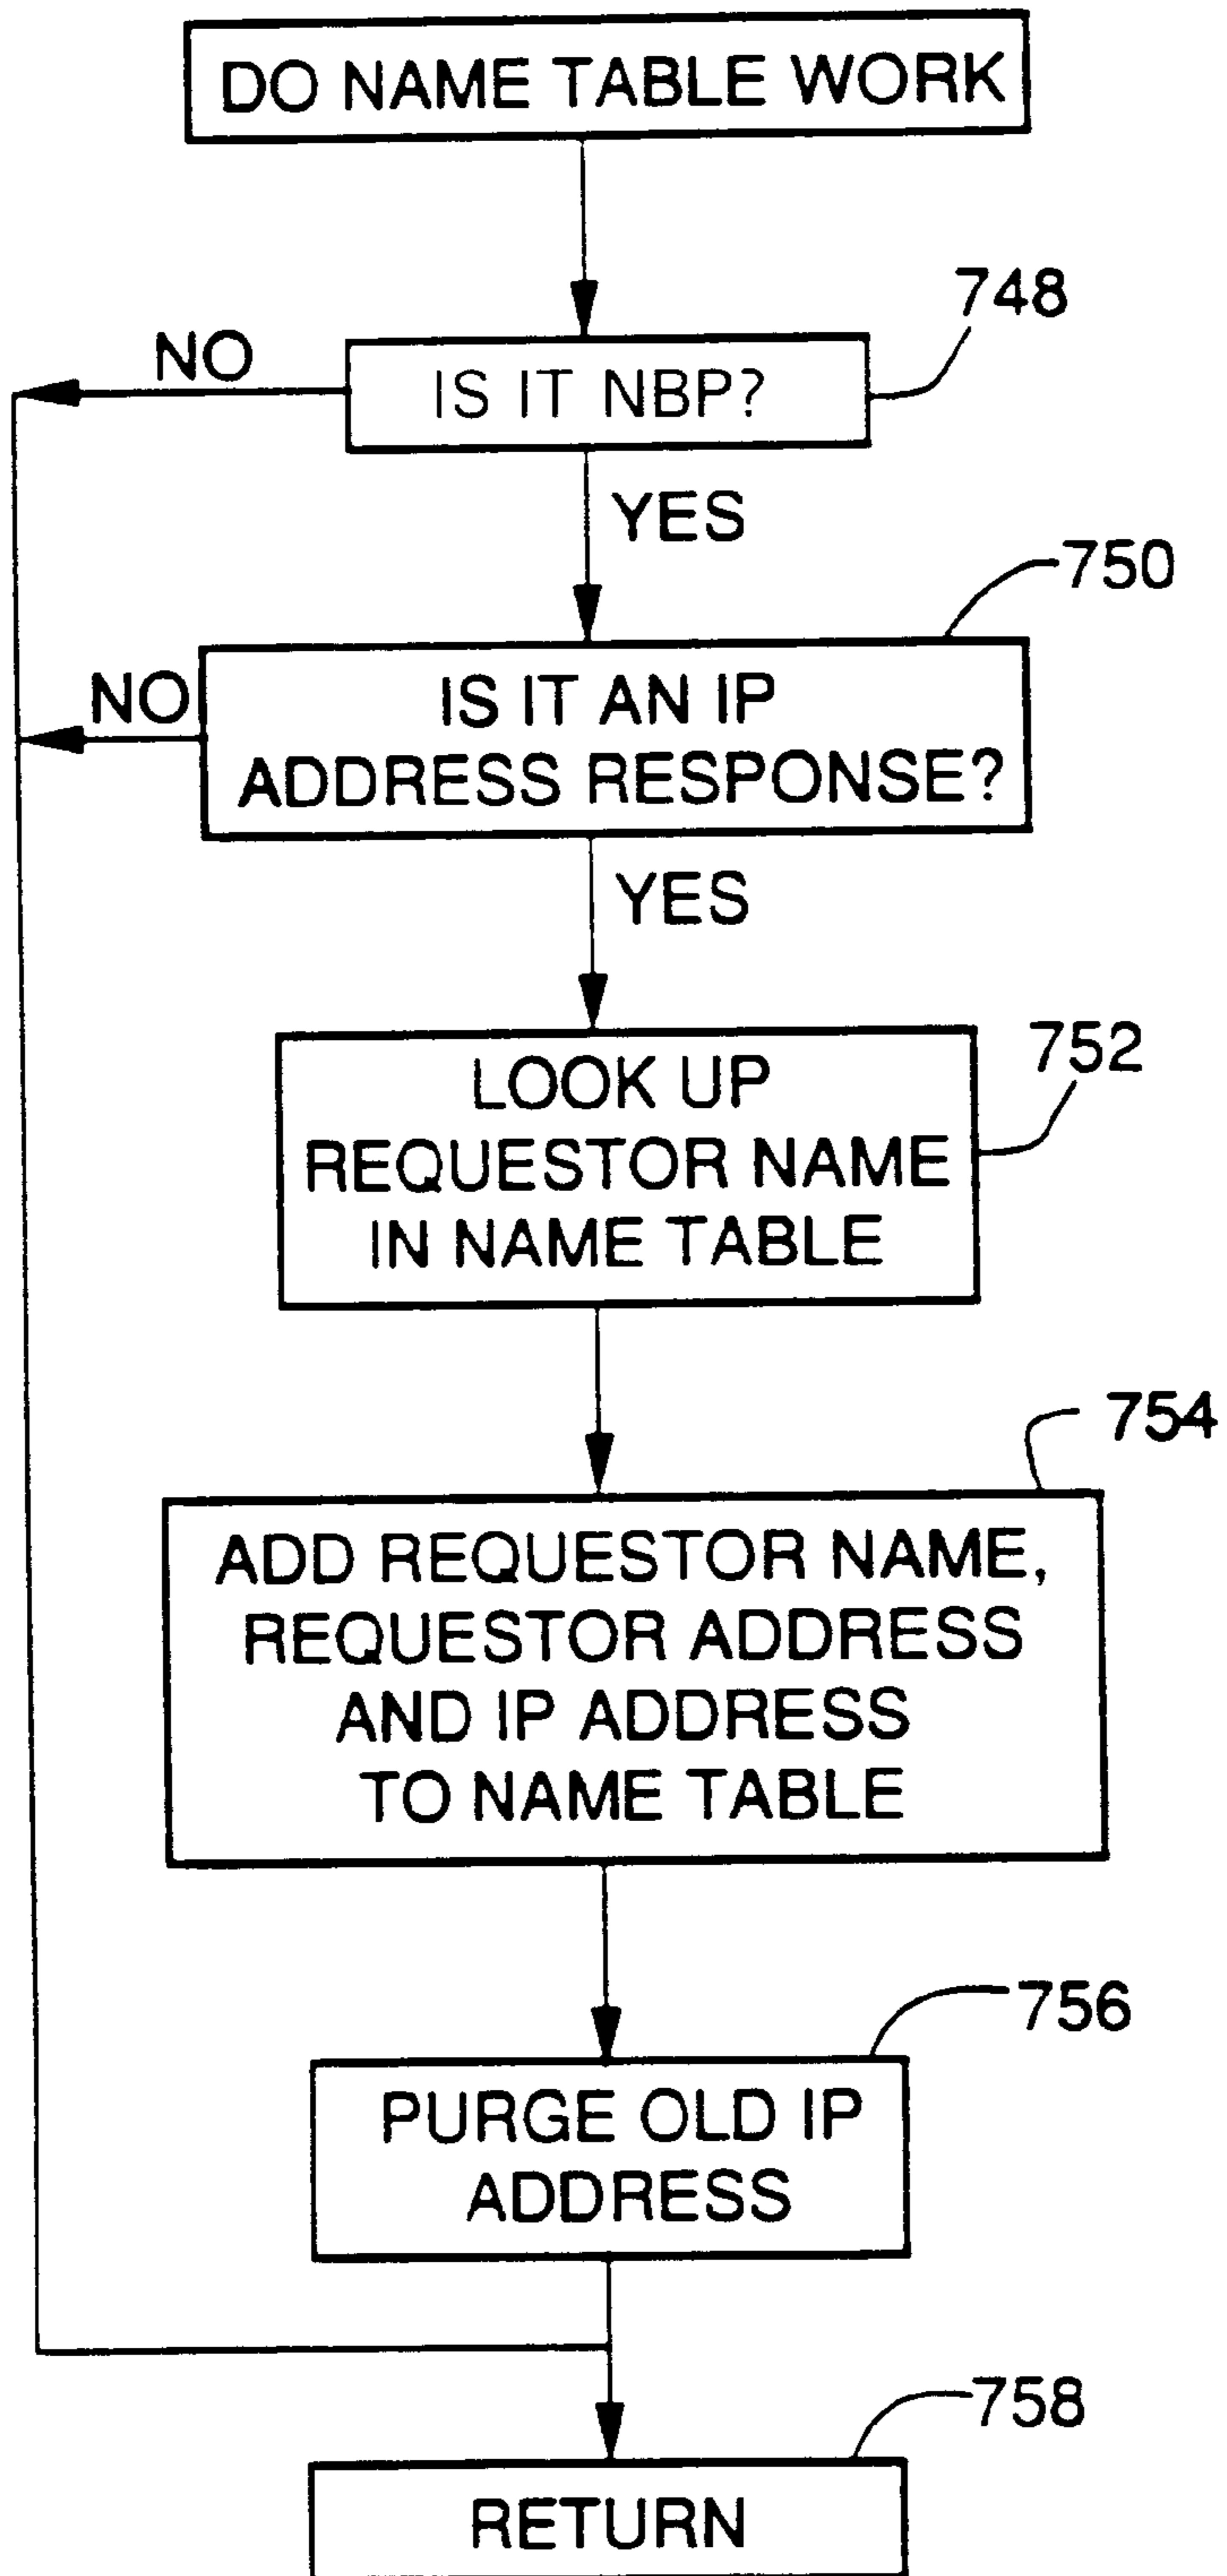 DO NAME TABLE WORK
748
NO
IS IT NBP?
YES
750
NO
IS IT AN IP
ADDRESS RESPONSE?
YES
752
LOOK UP
REQUESTOR NAME
IN NAME TABLE
754
ADD REQUESTOR NAME,
REQUESTOR ADDRESS
AND IP ADDRESS
TO NAME TABLE
756
PURGE OLD IP
ADDRESS
758
RETURN